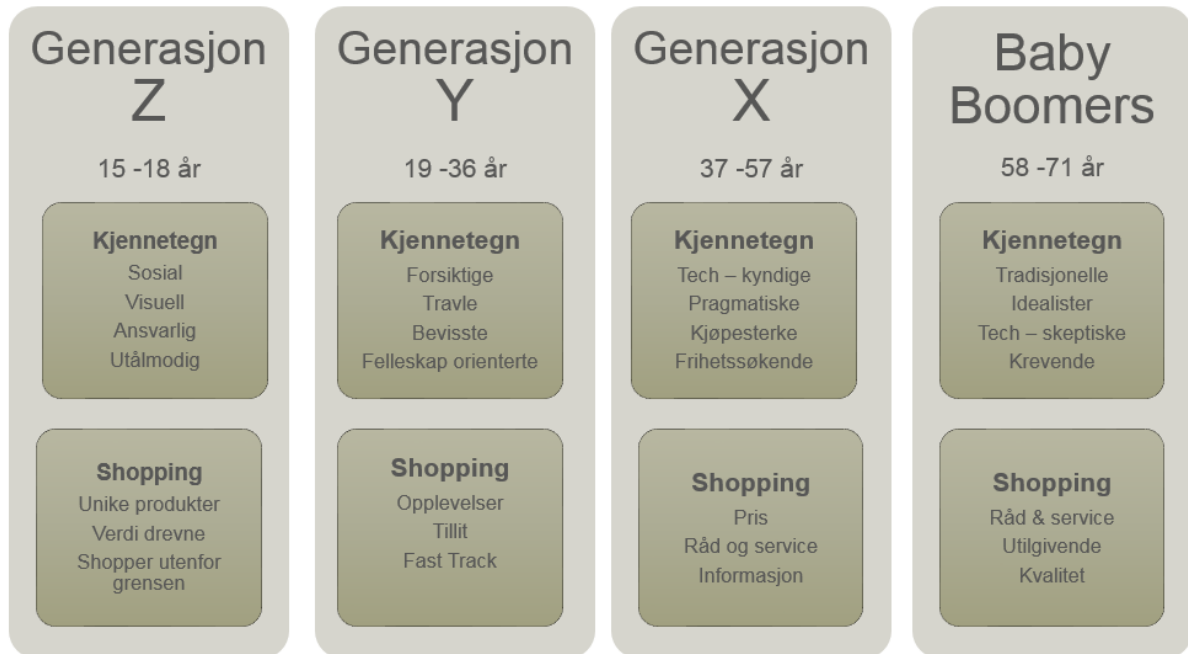 Generasjon
Z
15 -18 år
Kjennetegn
Sosial
Visuell
Ansvarlig
Utålmodig
Shopping
Unike produkter
Verdi drevne
Shopper utenfor
grensen
Generasjon
Y
19 -36 år
Kjennetegn
Forsiktige
Travle
Bevisste
Felleskap orienterte
Shopping
Opplevelser
Tillit
Fast Track
Generasjon
X
37 -57 år
Kjennetegn
Tech – kyndige
Pragmatiske
Kjøpesterke
Frihetssøkende
Shopping
Pris
Råd og service
Informasjon
Baby
Boomers
58 -71 år
Kjennetegn
Tradisjonelle
Idealister
Tech – skeptiske
Krevende
Shopping
Råd & service
Utilgivende
Kvalitet